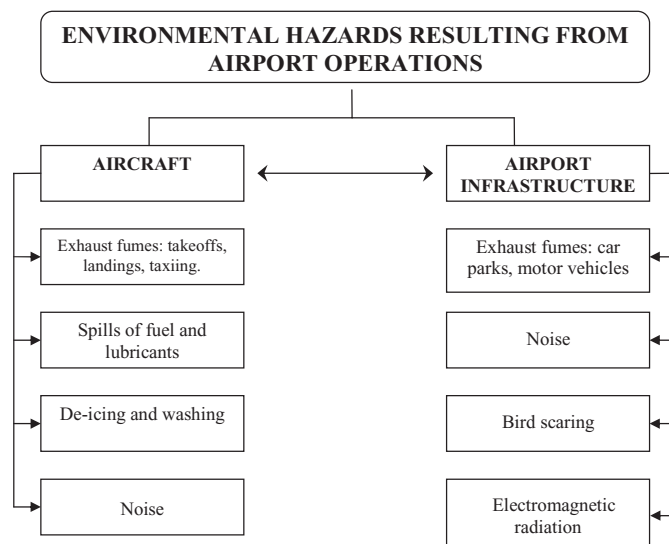 ENVIRONMENTAL HAZARDS RESULTING FROM
AIRPORT OPERATIONS
AIRCRAFT
AIRPORT
INFRASTRUCTURE
Exhaust fumes: takeoffs,
landings, taxiing.
Exhaust fumes: car
parks, motor vehicles
Spills of fuel and
lubricants
Noise
De-icing and washing
Bird scaring
Noise
Electromagnetic
radiation